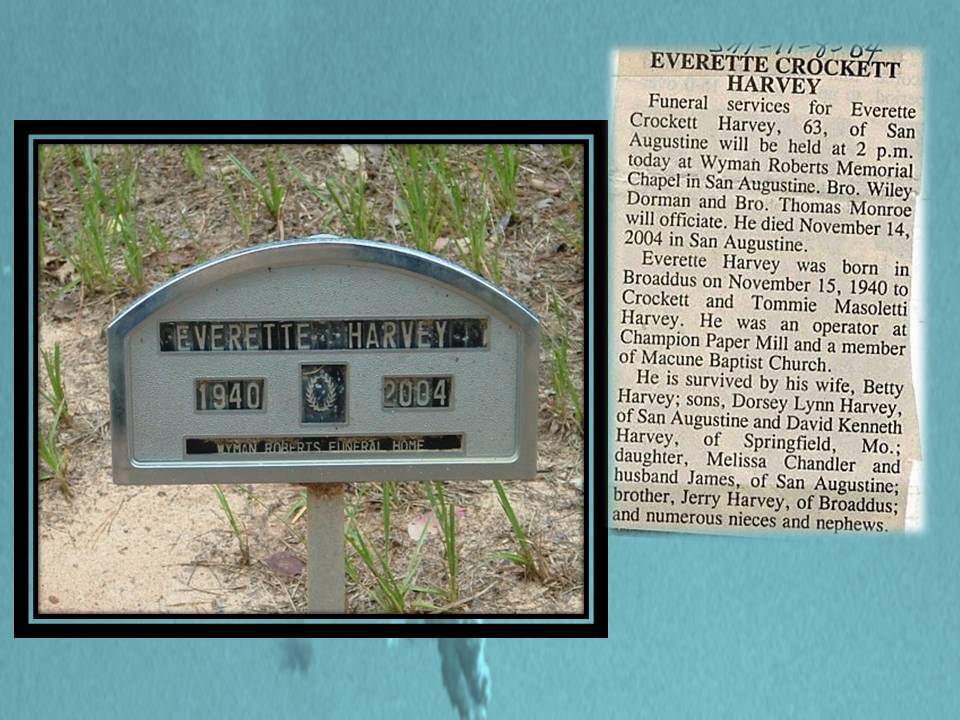 EVERETTE HARVEY
1940 2004
WYMAN ROBERTS FUNERAL HOME
EVERETTE CROCKETT
HARVEY
Funeral services for Everette
Crockett Harvey, 63, of San
Augustine will be held at 2 p.m.
today at Wyman Roberts Memorial
Chapel in San Augustine. Bro. Wiley
Dorman and Bro. Thomas Monroe
will officiate. He died November 14,
2004 in San Augustine.
Everette Harvey was born in
Broaddus on November 15, 1940 to
Crockett and Tommie Masoletti
Harvey. He was an operator at
Champion Paper Mill and a member
of Macune Baptist Church.
He is survived by his wife, Betty
Harvey; sons, Dorsey Lynn Harvey,
of San Augustine and David Kenneth
Harvey, of Springfield, Mo.;
daughter, Melissa Chandler and
husband James, of San Augustine;
brother, Jerry Harvey, of Broaddus;
and numerous nieces and nephews.